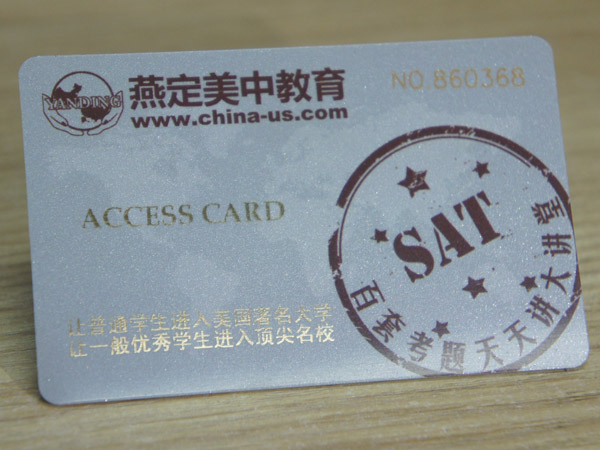 YANDING
燕定美中教育
www.china-us.com
NO.860368
ACCESS CARD
SAT
百套考题天天讲大讲堂
让普通学生进入美国著名大学
让一般优秀学生进入顶尖名校